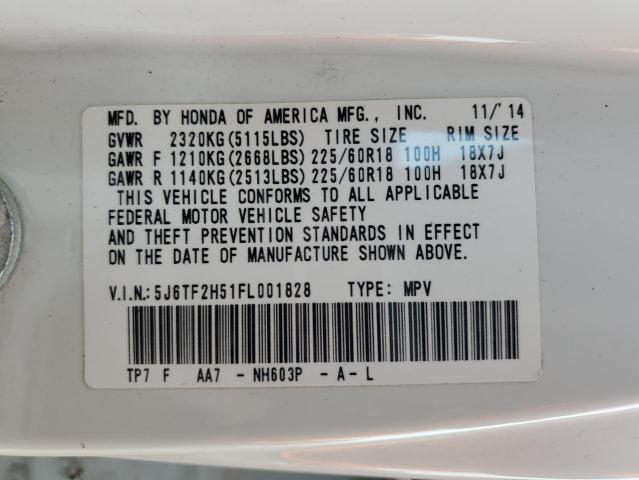 MFD. BY HONDA OF AMERICA MFG., INC. 11/'14
GVWR 2320KG(5115LBS) TIRE SIZE RIM SIZE
GAWR F 1210KG(2668LBS) 225/60R18 100H 18X7J
GAWR R 1140KG(2513LBS) 225/60R18 100H 18X7J
THIS VEHICLE CONFORMS TO ALL APPLICABLE
FEDERAL MOTOR VEHICLE SAFETY
AND THEFT PREVENTION STANDARDS IN EFFECT
ON THE DATE OF MANUFACTURE SHOWN ABOVE.
V.I.N.:5J6TF2H51FL001828 TYPE: MPV
TP7 F AA7 - NH603P - A - L